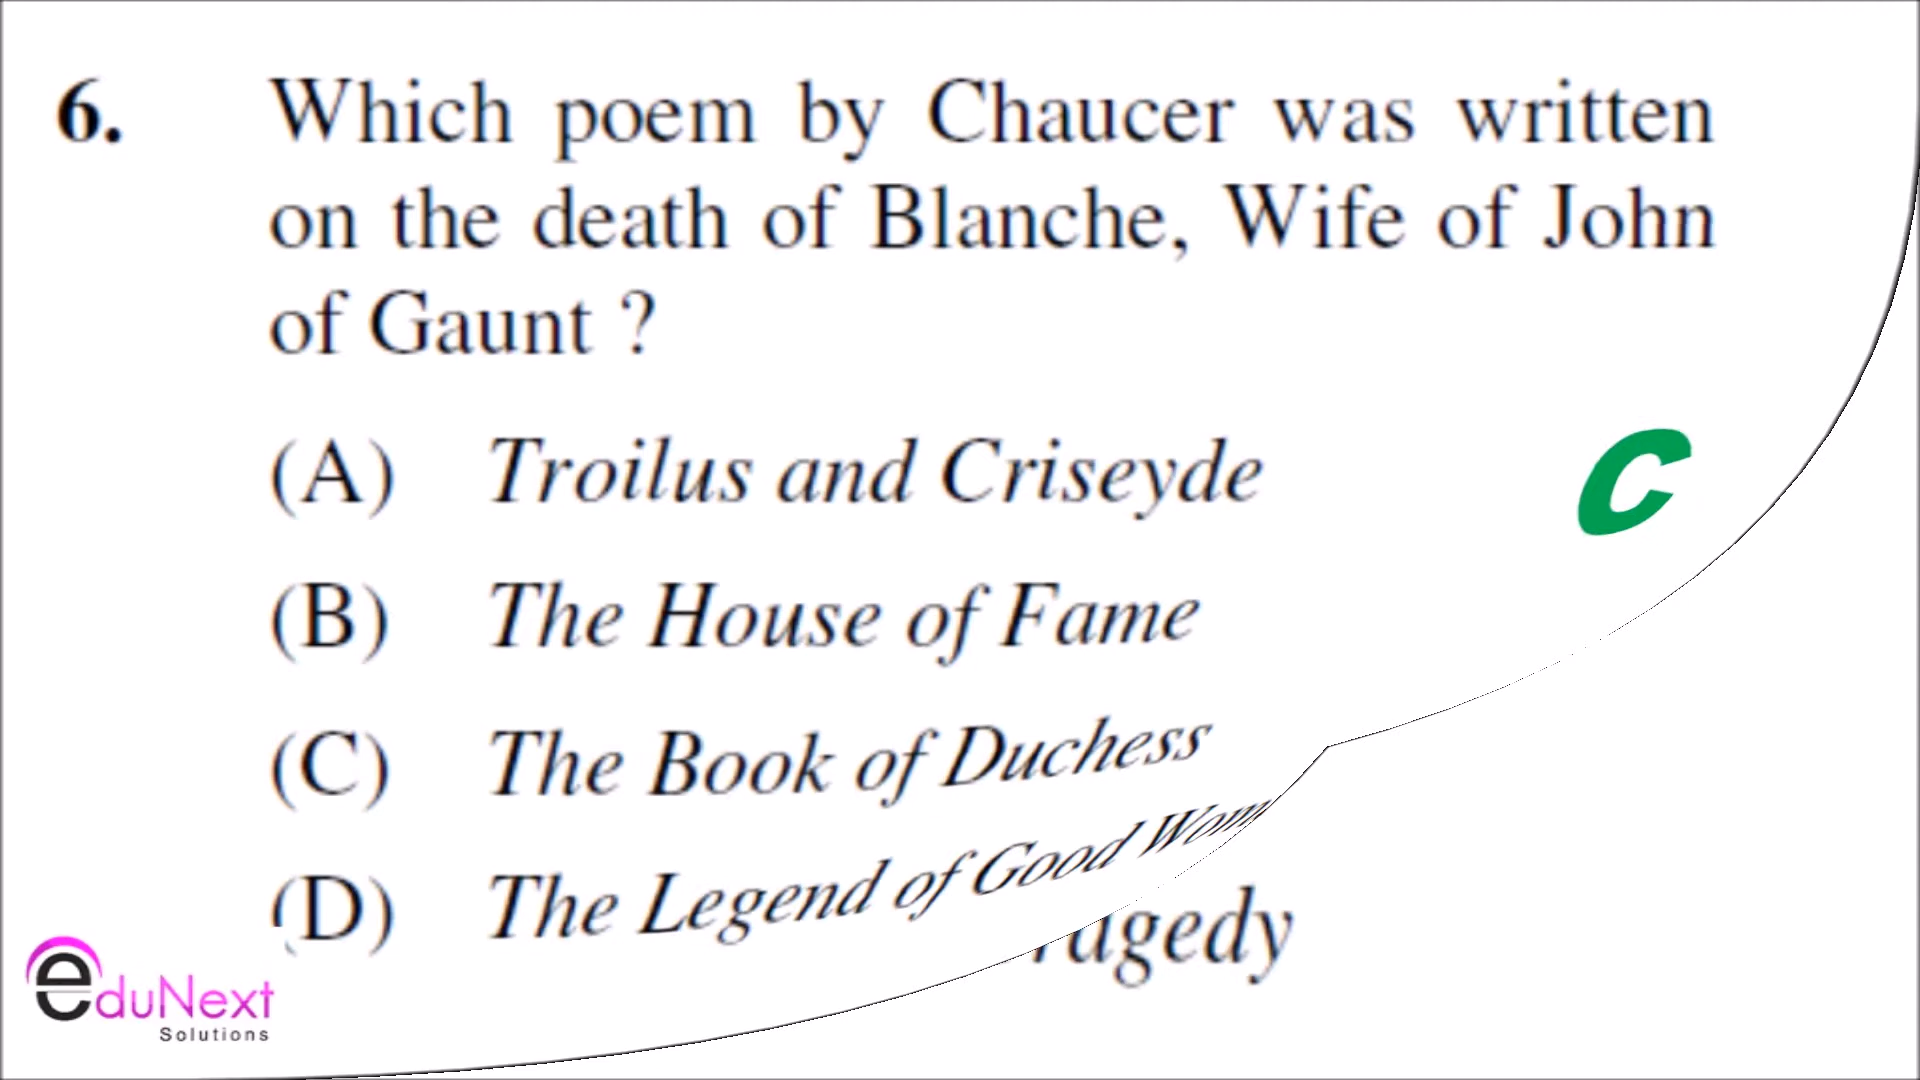 6. Which poem by Chaucer was written
on the death of Blanche, Wife of John
of Gaunt ?
(A) Troilus and Criseyde
C
(B) The House of Fame
(C) The Book of Duchess
(D) The Legend of Good
eduNext
Solutions